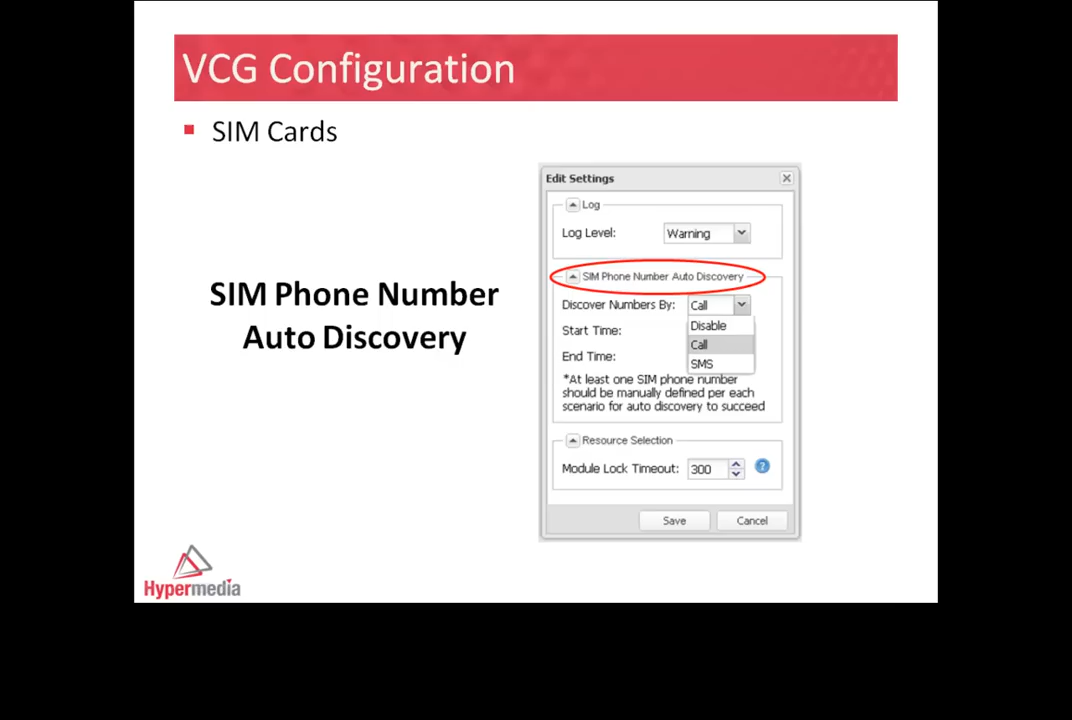 VCG Configuration
SIM Cards
SIM Phone Number
Auto Discovery
Edit Settings
Log
Log Level: Warning
SIM Phone Number Auto Discovery
Discover Numbers By: Call
Disable
Start Time:
Call
End Time:
SMS
*At least one SIM phone number
should be manually defined per each
scenario for auto discovery to succeed
Resource Selection
Module Lock Timeout: 300 ?
Save Cancel
Hypermedia